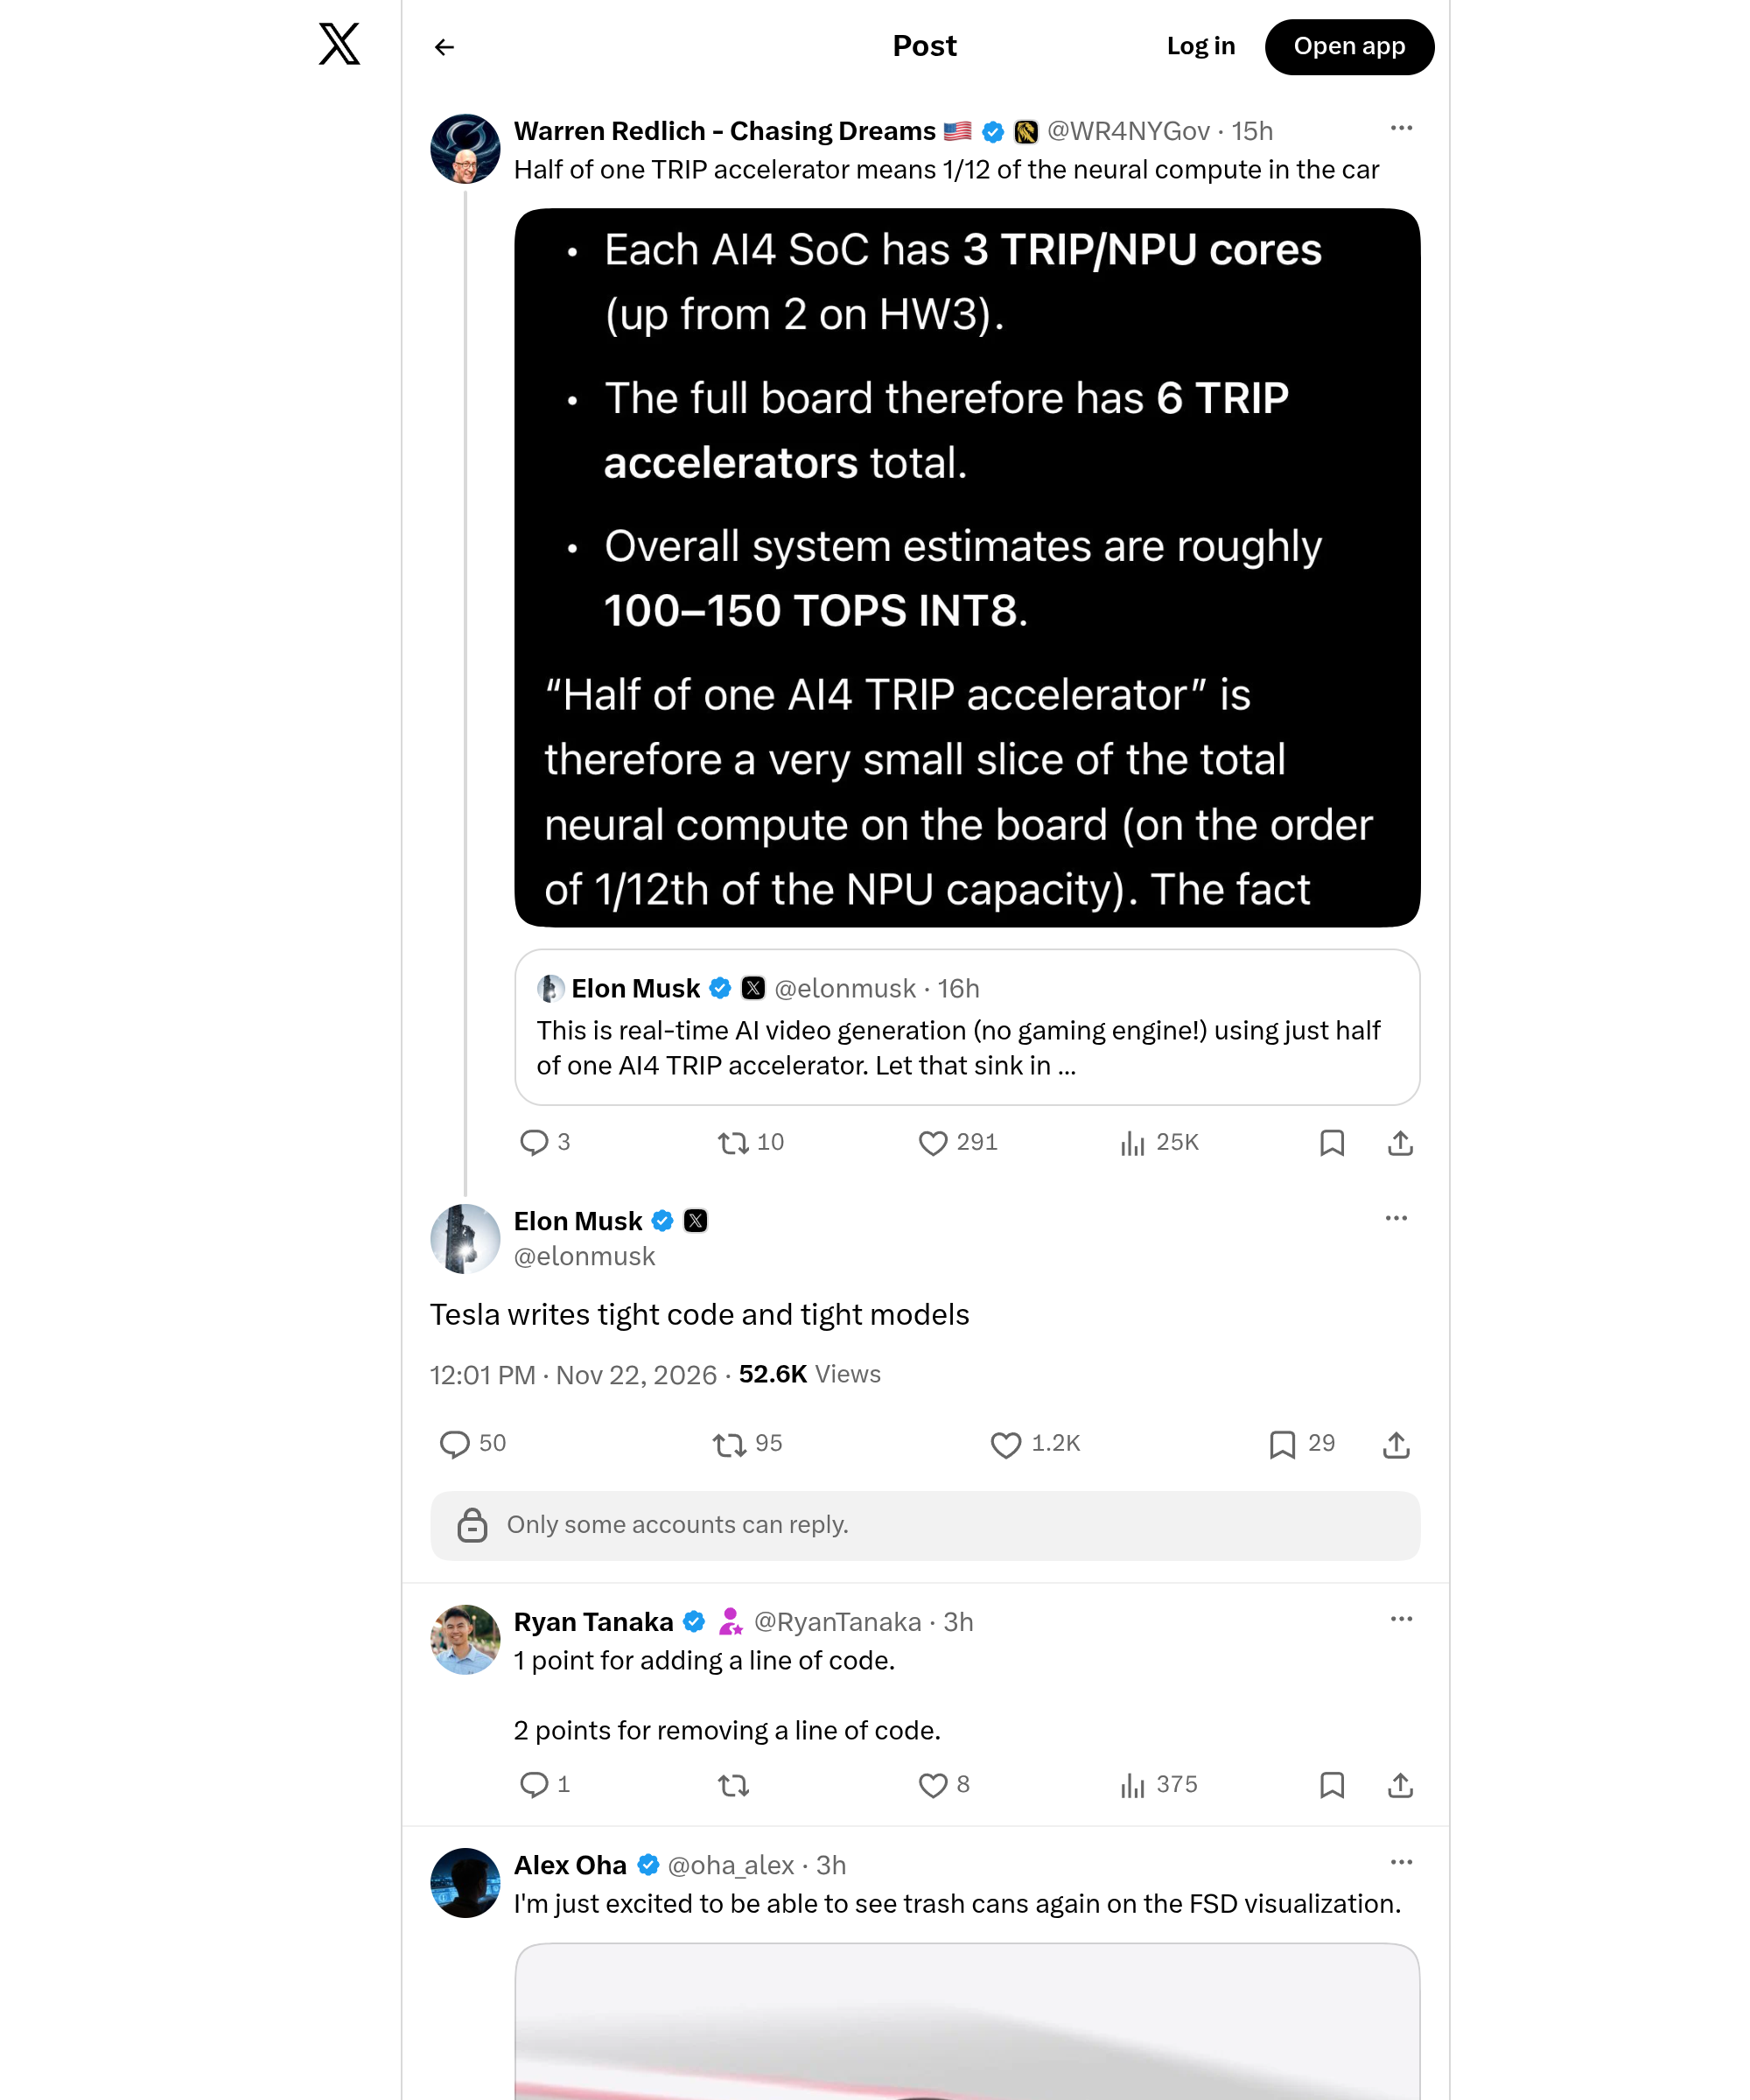 Post
Log in
Open app
Warren Redlich - Chasing Dreams 🇺🇸 @WR4NYGov · 15h
Half of one TRIP accelerator means 1/12 of the neural compute in the car
• Each AI4 SoC has 3 TRIP/NPU cores
(up from 2 on HW3).
• The full board therefore has 6 TRIP
accelerators total.
• Overall system estimates are roughly
100–150 TOPS INT8.
“Half of one AI4 TRIP accelerator” is
therefore a very small slice of the total
neural compute on the board (on the order
of 1/12th of the NPU capacity). The fact
Elon Musk @elonmusk · 16h
This is real-time AI video generation (no gaming engine!) using just half
of one AI4 TRIP accelerator. Let that sink in ...
3 10 291 25K
Elon Musk
@elonmusk
Tesla writes tight code and tight models
12:01 PM · Nov 22, 2026 · 52.6K Views
50 95 1.2K 29
Only some accounts can reply.
Ryan Tanaka @RyanTanaka · 3h
1 point for adding a line of code.
2 points for removing a line of code.
1 8 375
Alex Oha @oha_alex · 3h
I'm just excited to be able to see trash cans again on the FSD visualization.